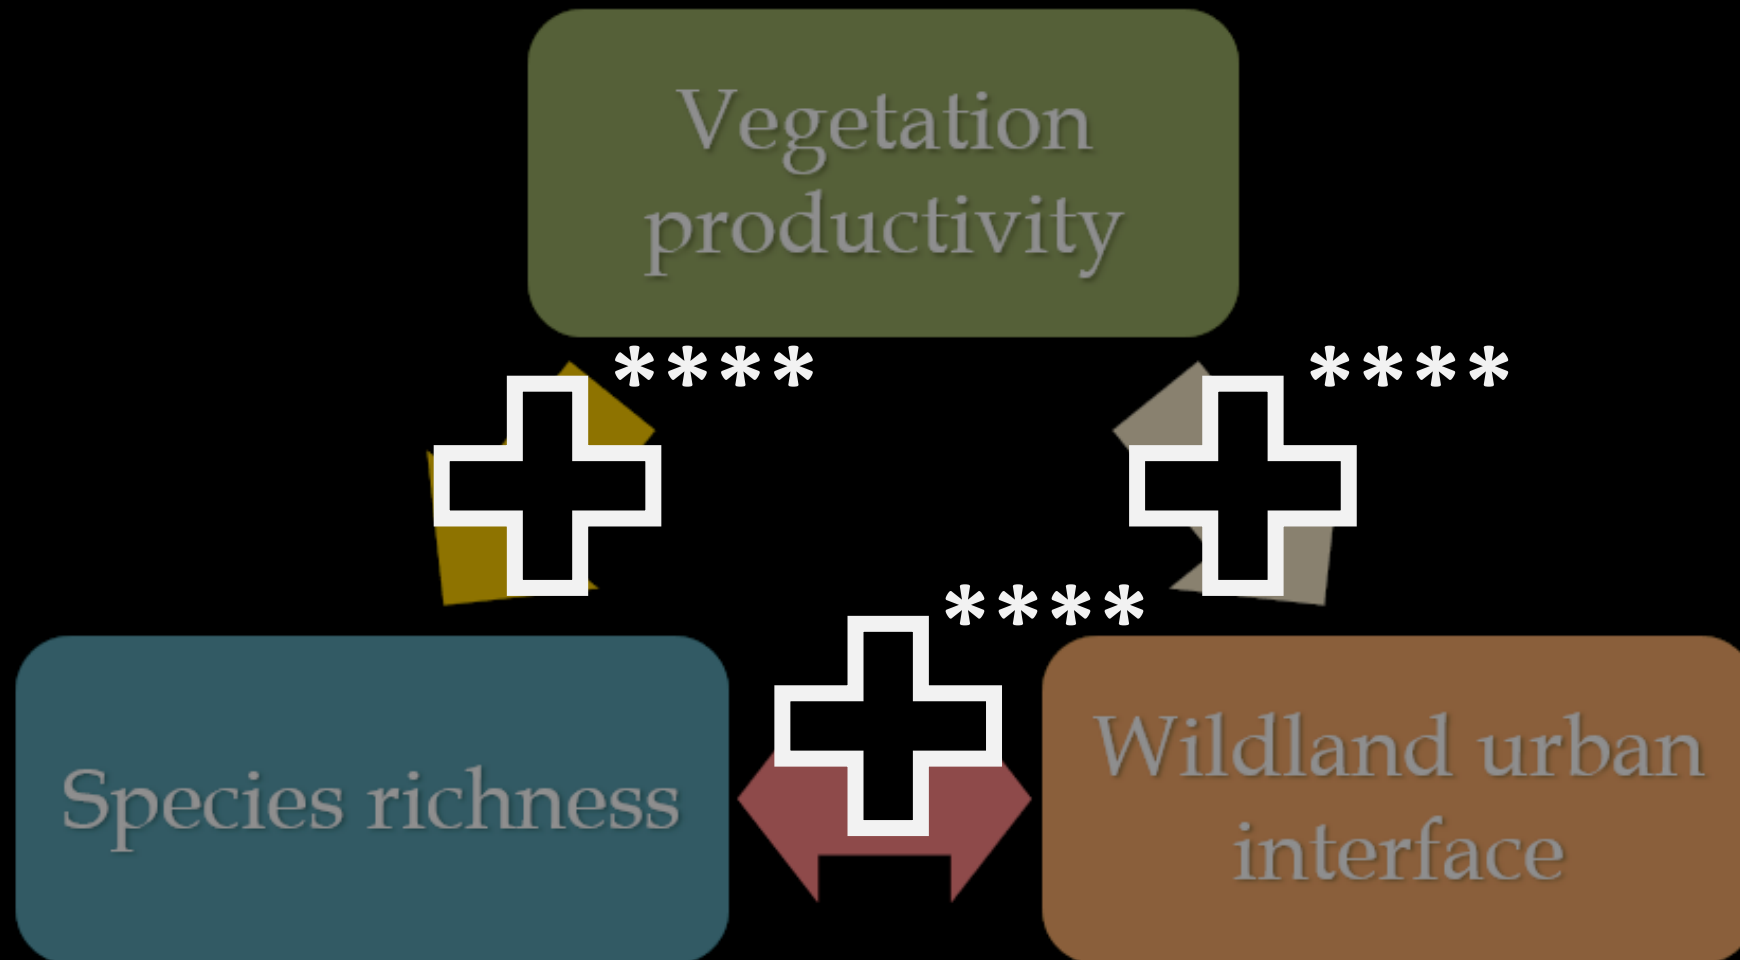 Vegetation
productivity
****
****
****
Species richness
Wildland urban
interface